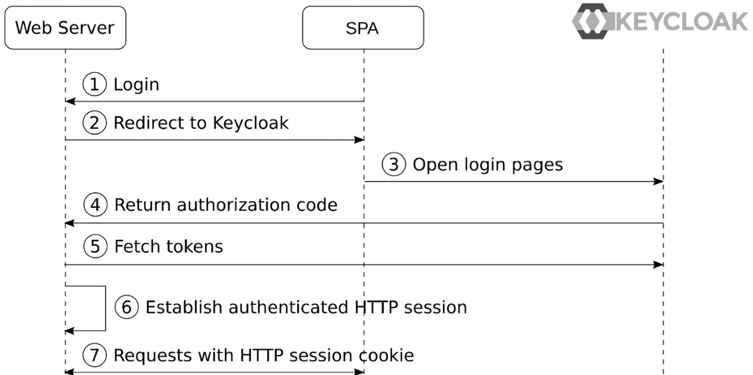 Web Server
SPA
KEYCLOAK
1 Login
2 Redirect to Keycloak
3 Open login pages
4 Return authorization code
5 Fetch tokens
6 Establish authenticated HTTP session
7 Requests with HTTP session cookie